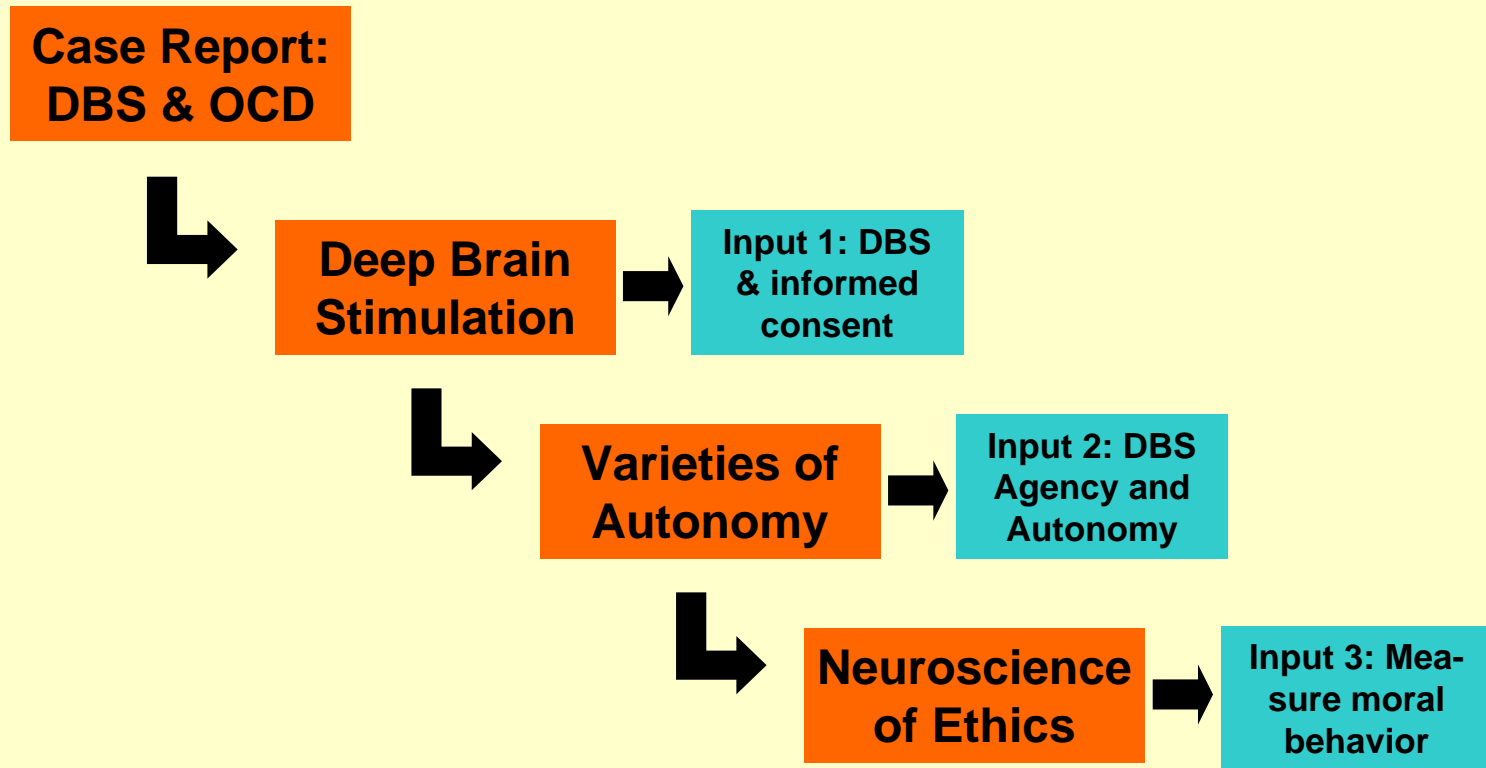 Case Report:
DBS & OCD
Deep Brain
Stimulation
Input 1: DBS
& informed
consent
Varieties of
Autonomy
Input 2: DBS
Agency and
Autonomy
Neuroscience
of Ethics
Input 3: Mea-
sure moral
behavior